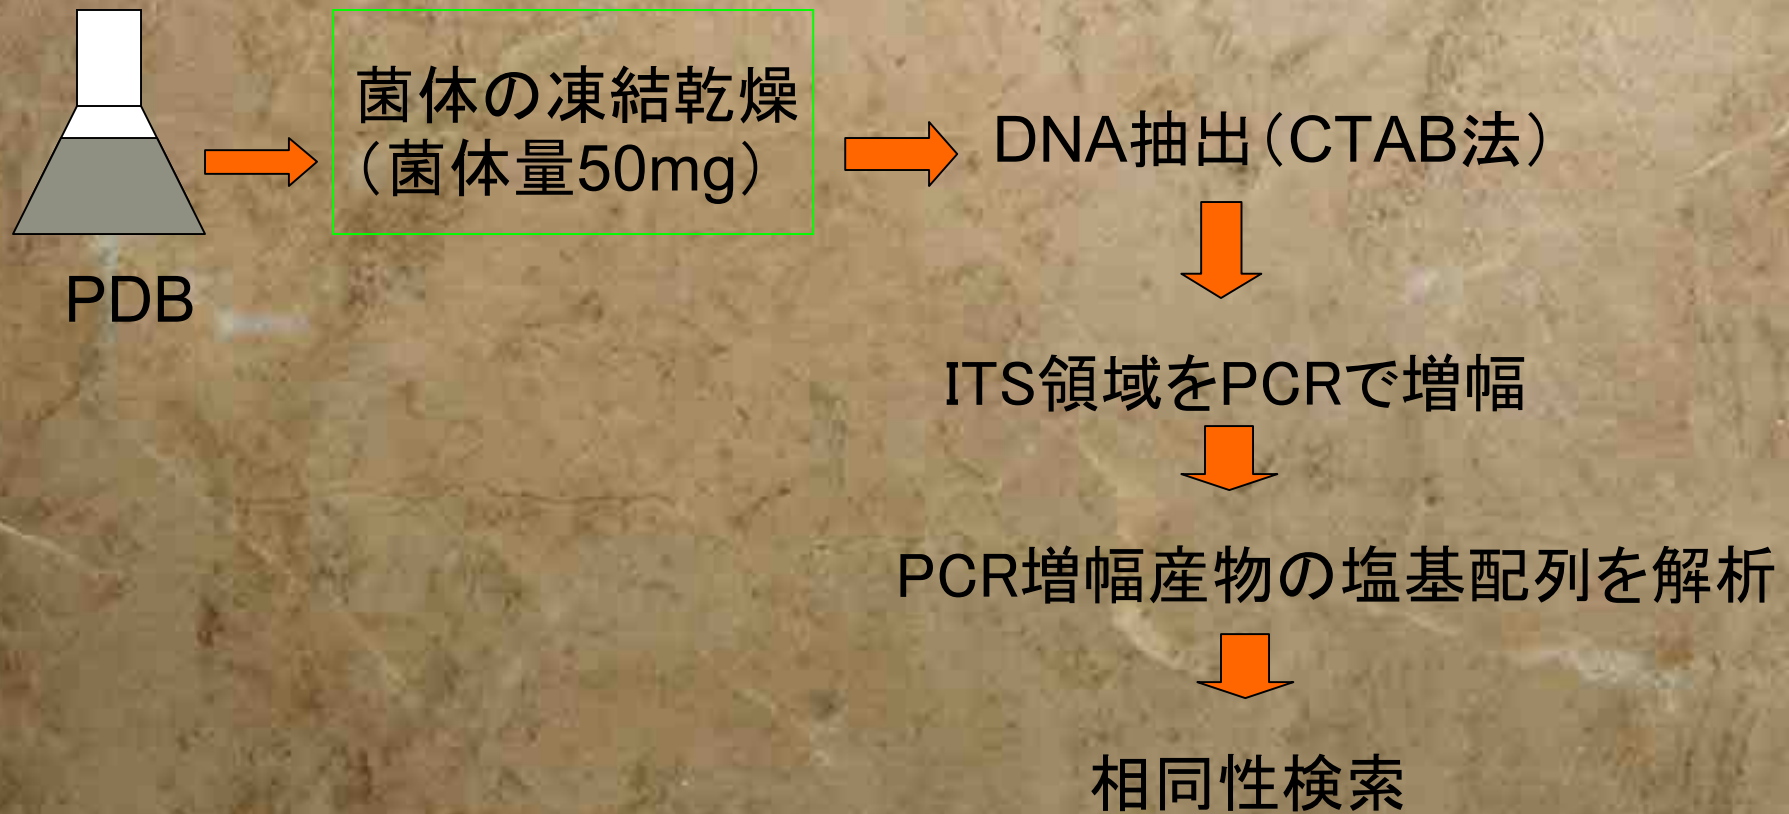 PDB
菌体の凍結乾燥
(菌体量50mg)
DNA抽出(CTAB法)
ITS領域をPCRで増幅
PCR増幅産物の塩基配列を解析
相同性検索